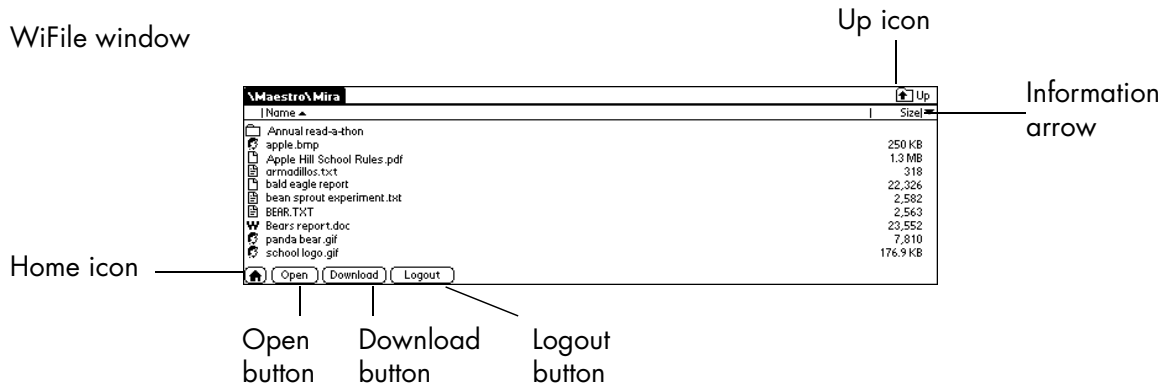 WiFile window
Up icon
\Maestro\Mira
Up
Name
Size
Information
arrow
Annual read-a-thon
apple.bmp 250 KB
Apple Hill School Rules.pdf 1.3 MB
armadillos.txt 318
bald eagle report 22,326
bean sprout experiment.txt 2,582
BEAR.TXT 2,563
Bears report.doc 23,552
panda bear.gif 7,810
school logo.gif 176.9 KB
Home icon
Open
Download
Logout
Open
button
Download
button
Logout
button